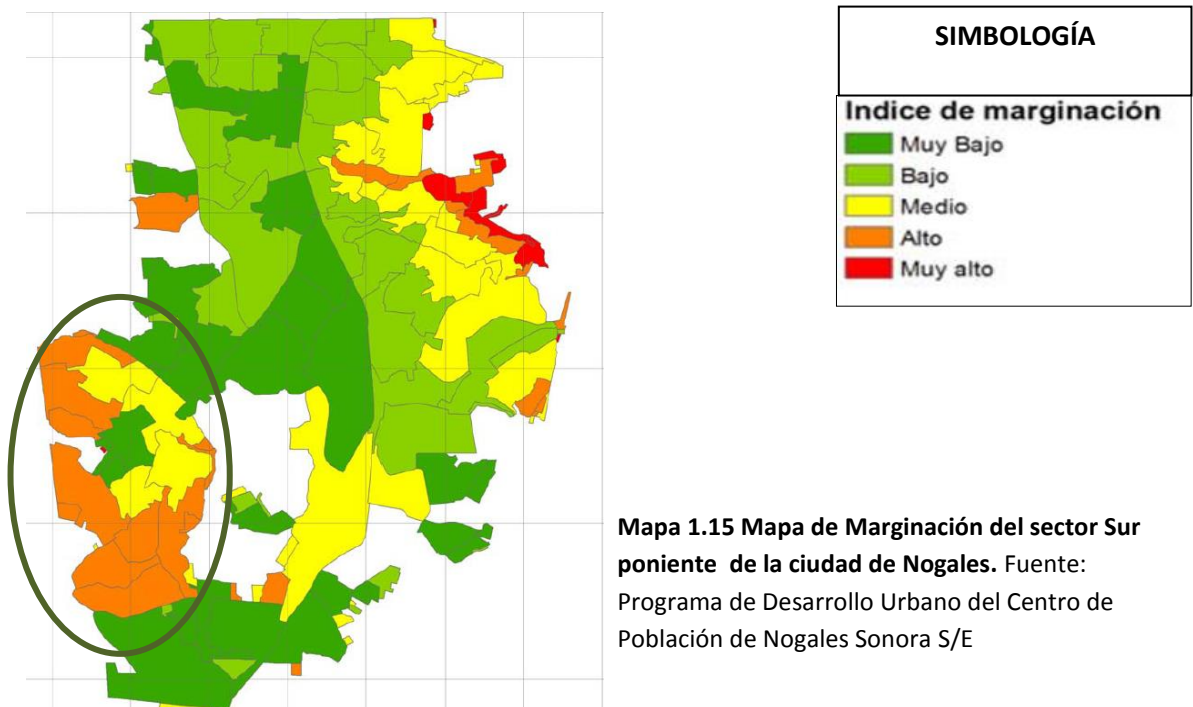 SIMBOLOGÍA
Indice de marginación
Muy Bajo
Bajo
Medio
Alto
Muy alto
Mapa 1.15 Mapa de Marginación del sector Sur
poniente de la ciudad de Nogales. Fuente:
Programa de Desarrollo Urbano del Centro de
Población de Nogales Sonora S/E